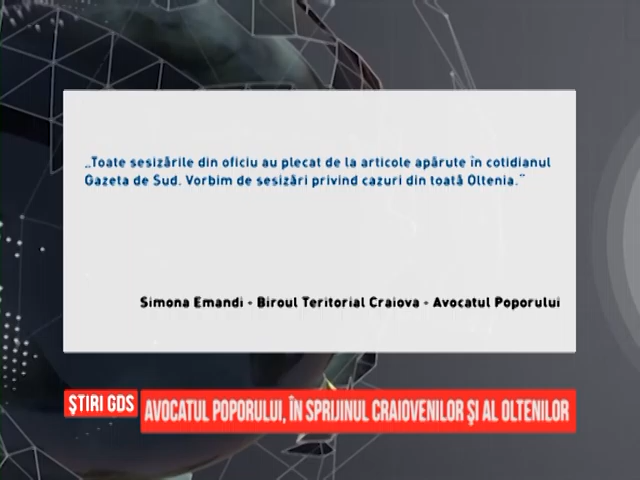 „Toate sesizările din oficiu au plecat de la articole apărute în cotidianul
Gazeta de Sud. Vorbim de sesizări privind cazuri din toată Oltenia.”
Simona Emandi - Biroul Teritorial Craiova - Avocatul Poporului
ŞTIRI GDS
AVOCATUL POPORULUI, ÎN SPRIJINUL CRAIOVENILOR ŞI AL OLTENILOR